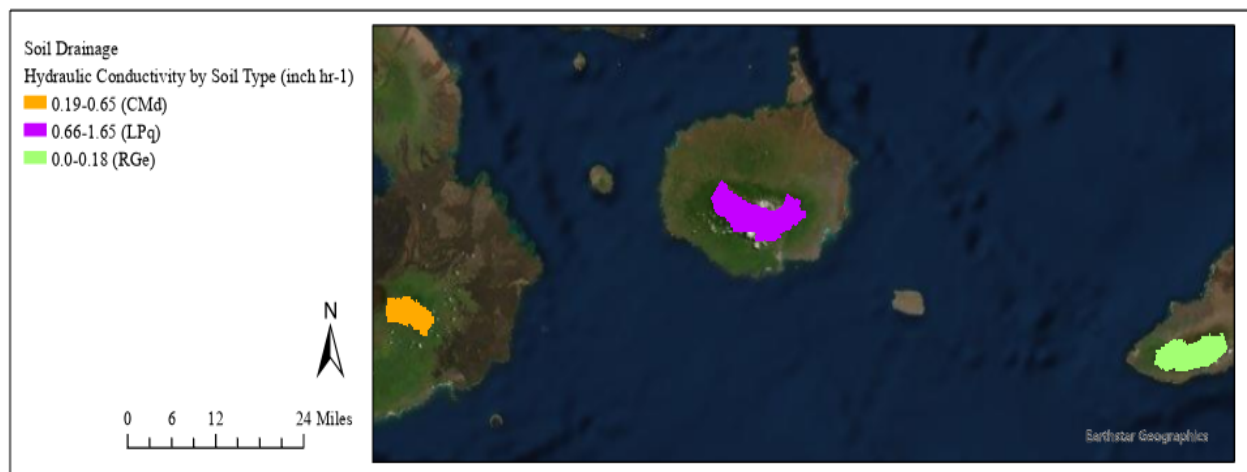 Soil Drainage
Hydraulic Conductivity by Soil Type (inch hr-1)
0.19-0.65 (CMd)
0.66-1.65 (LPq)
0.0-0.18 (RGe)
N
0 6 12 24 Miles
Earthstar Geographics